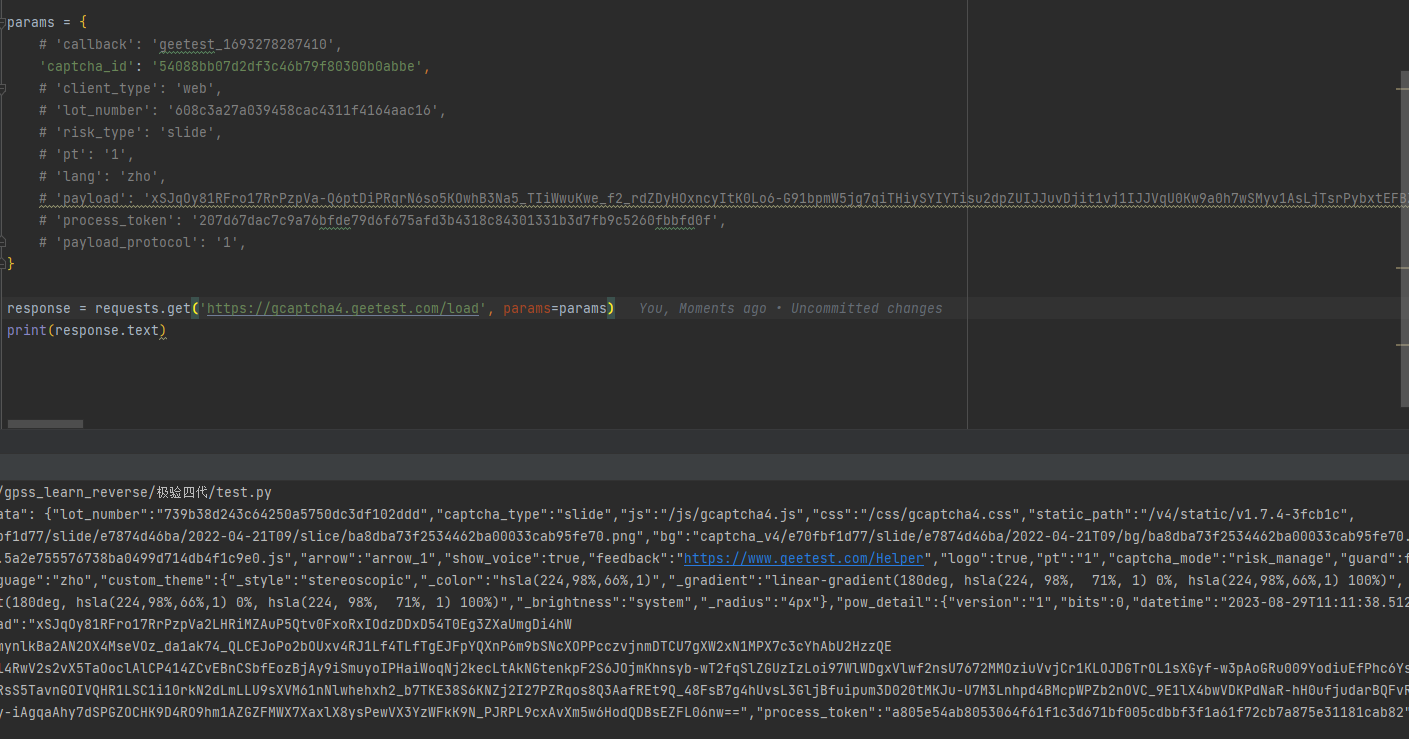 params = {
# 'callback': 'geetest_1693278287410',
'captcha_id': '54088bb07d2df3c46b79f80300b0abbe',
# 'client_type': 'web',
# 'lot_number': '608c3a27a039458cac4311f4164aac16',
# 'risk_type': 'slide',
# 'pt': '1',
# 'lang': 'zho',
# 'payload': 'xSJqOy81RFro17RrPzpVa-Q6ptDiPRqrN6so5KOwhB3Na5_TIiWwuKwe_f2_rdZDyHOxncyItK0Lo6-G91bpmW5jg7qiTHiySYIYTisu2dpZUIJJuvDjit1vj1IJJVqU0Kw9a0h7wSMyv1AsLjTsrPybxtEFB
# 'process_token': '207d67dac7c9a76bfde79d6f675afd3b4318c84301331b3d7fb9c5260fbbfd0f',
# 'payload_protocol': '1',
}
response = requests.get('https://gcaptcha4.geetest.com/load', params=params) You, Moments ago • Uncommitted changes
print(response.text)
/gpss_learn_reverse/极验四代/test.py
ata": {"lot_number":"739b38d243c64250a5750dc3df102ddd","captcha_type":"slide","js":"/js/gcaptcha4.js","css":"/css/gcaptcha4.css","static_path":"/v4/static/v1.7.4-3fcb1c",
bf1d77/slide/e7874d46ba/2022-04-21T09/slice/ba8dba73f2534462ba00033cab95fe70.png","bg":"captcha_v4/e70fbf1d77/slide/e7874d46ba/2022-04-21T09/bg/ba8dba73f2534462ba00033cab95fe70.
.5a2e755576738ba0499d714db4f1c9e0.js","arrow":"arrow_1","show_voice":true,"feedback":"https://www.geetest.com/Helper","logo":true,"pt":"1","captcha_mode":"risk_manage","guard":f
guage":"zho","custom_theme":{"_style":"stereoscopic","_color":"hsla(224,98%,66%,1)","_gradient":"linear-gradient(180deg, hsla(224, 98%,  71%, 1) 0%, hsla(224,98%,66%,1) 100%)",
t(180deg, hsla(224,98%,66%,1) 0%, hsla(224, 98%,  71%, 1) 100%)","_brightness":"system","_radius":"4px"},"pow_detail":{"version":"1","bits":0,"datetime":"2023-08-29T11:11:38.512
ad":"xSJqOy81RFro17RrPzpVa2LHRiMZAuP5Qtv0FxoRxIOdzDDxD54T0Eg3ZXaUmgDi4hW
mynlkBa2AN2OX4MseVOz_da1ak74_QLCEJoPo2bOUxv4RJ1Lf4TLfTgEJFpYQXnP6m9bSNcXOPPcczvjnmDTCU7gXW2xN1MPX7c3cYhAbU2HzzQE
l4RwV2s2vX5TaOoclAlCP414ZCvEBnCSbfEozBjAy9iSmuyoIPHaiWoqNj2kecLtAkNGtenkpF2S6JOjmKhnsyb-wT2fqSlZGUzIzLoi97WlWDgxVlwf2nsU7672MMOziuVvjCr1KLOJDGTrOL1sXGyf-w3pAoGRu009YodiuEfPhc6Ys
RsS5TavnGOIVQHR1LSC1i10rkN2dLmLLU9sXVM61nNlwhehxh2_b7TKE38S6KNZj2I27PZRqos8Q3AafREt9Q_48FsB7g4hUvsL3GljBfuipum3D020tMKJu-U7M3Lnhpd4BMcpWPZb2nOVC_9E1lX4bwVDKPdNaR-hH0ufjudarBQFvR
y-iAgqaAhy7dSPGZOCHK9D4RO9hm1AZGZFMWX7XaxlX8ysPewVX3YzWFkK9N_PJRPL9cxAvXm5w6HodQDBsEZFL06nw==","process_token":"a805e54ab8053064f61f1c3d671bf005cdbbf3f1a61f72cb7a875e31181cab82"